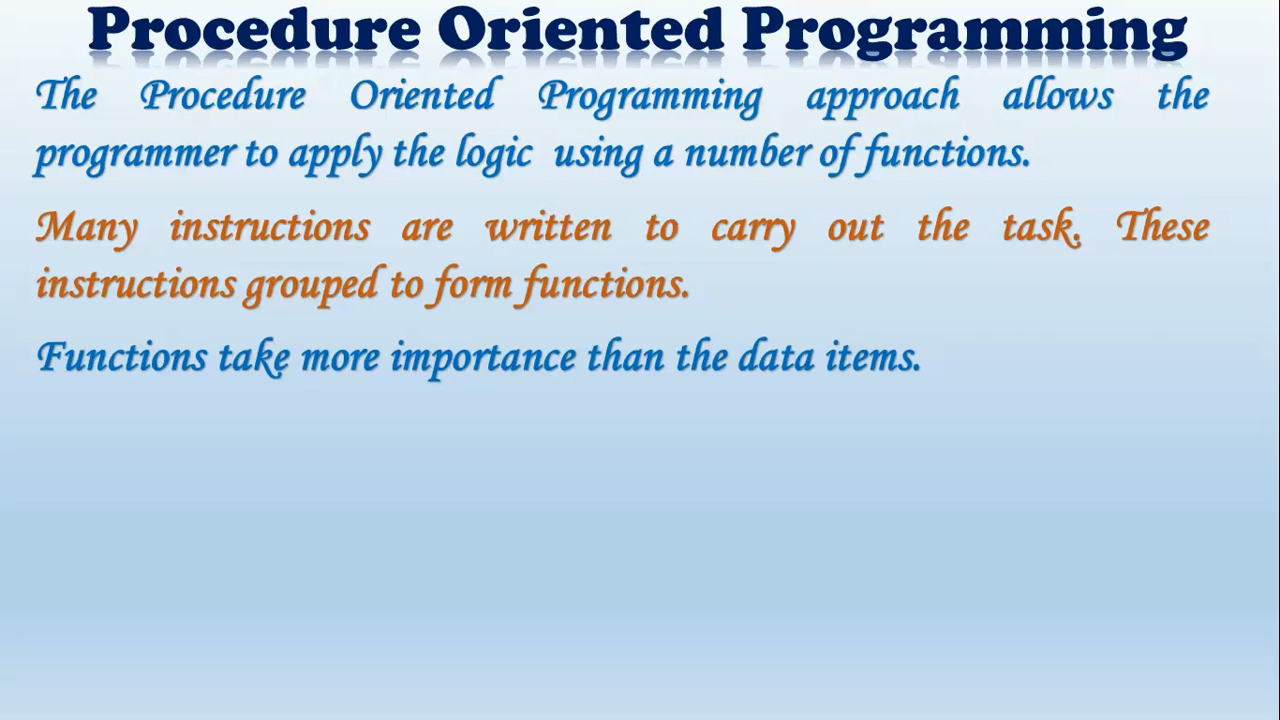 Procedure Oriented Programming
The Procedure Oriented Programming approach allows the
programmer to apply the logic using a number of functions.
Many instructions are written to carry out the task. These
instructions grouped to form functions.
Functions take more importance than the data items.